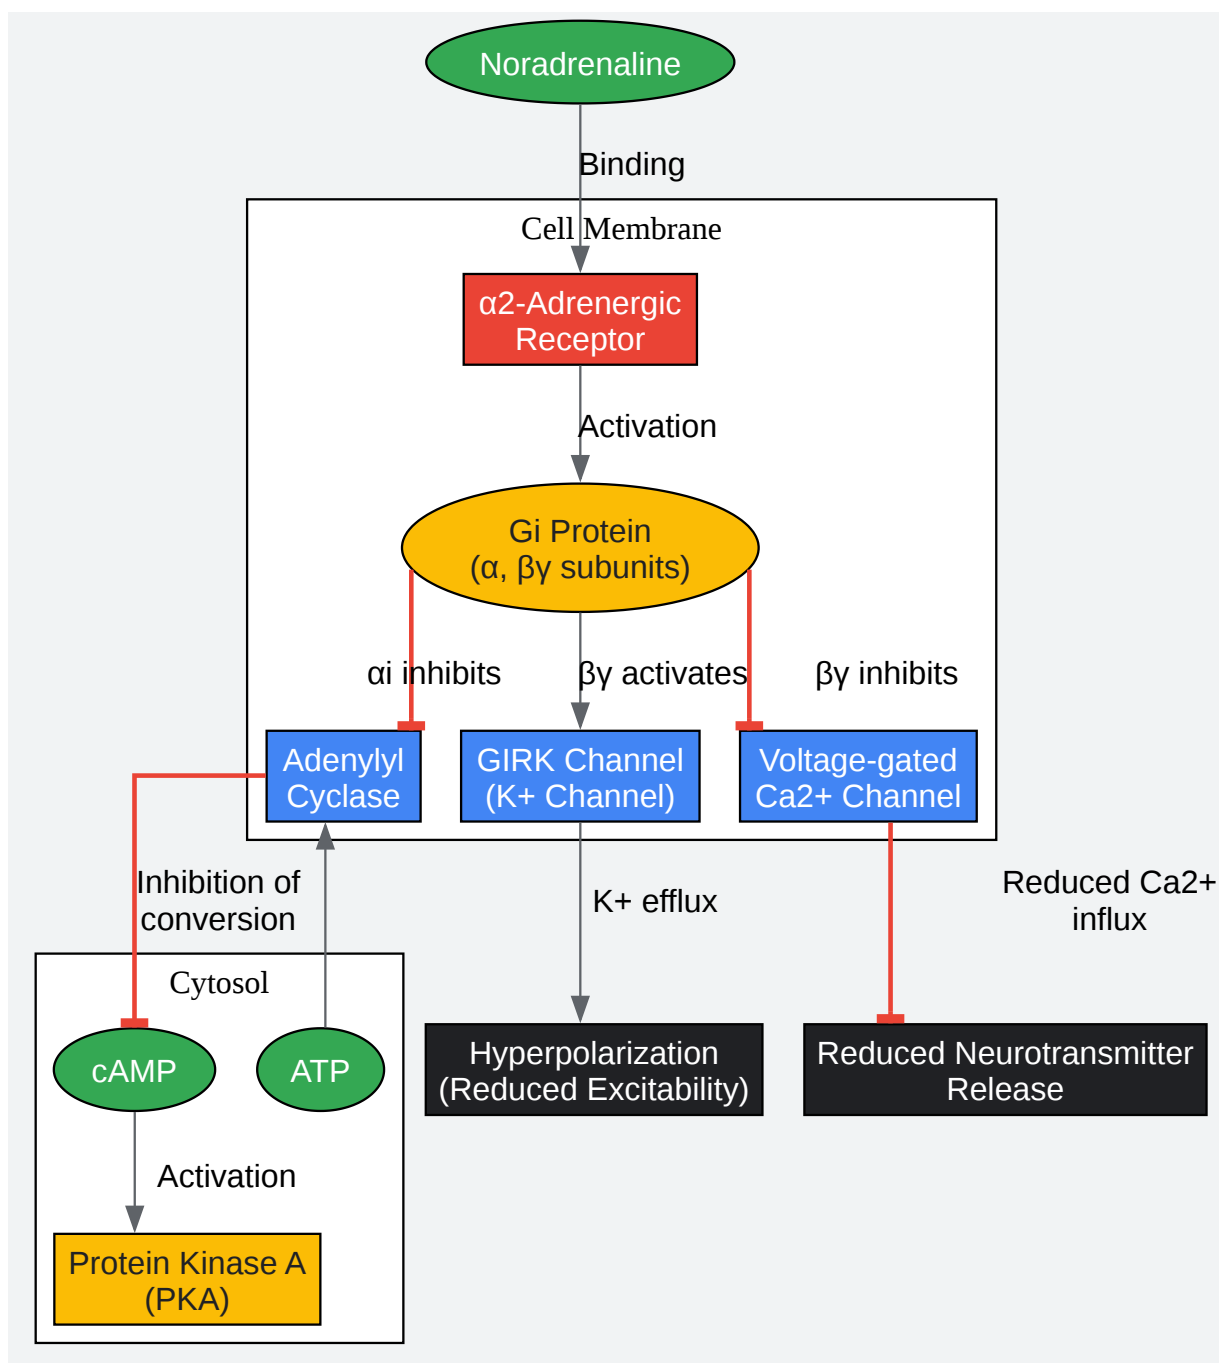 Noradrenaline
Binding
Cell Membrane
α2-Adrenergic
Receptor
Activation
Gi Protein
(α, βγ subunits)
αi inhibits
βγ activates
βγ inhibits
Adenylyl
Cyclase
GIRK Channel
(K+ Channel)
Voltage-gated
Ca2+ Channel
Inhibition of
conversion
K+ efflux
Reduced Ca2+
influx
Cytosol
cAMP
ATP
Hyperpolarization
(Reduced Excitability)
Reduced Neurotransmitter
Release
Activation
Protein Kinase A
(PKA)